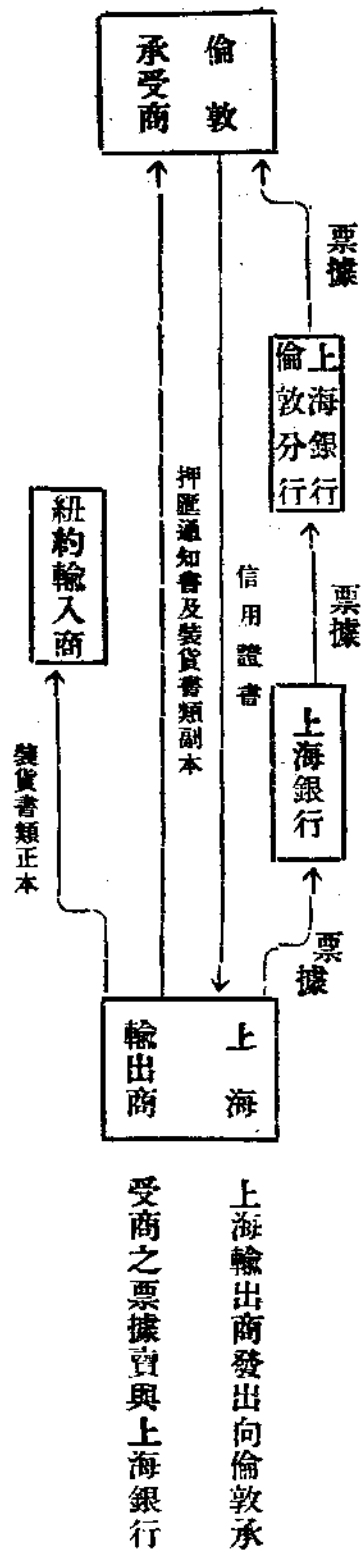 倫敦
承受商
票據
上海銀行
倫敦分行
票據
上海銀行
票據
信用證書
押匯通知書及裝貨書類副本
紐約輸入商
裝貨書類正本
上海
輸出商
上海輸出商發出向倫敦承
受商之票據賣與上海銀行